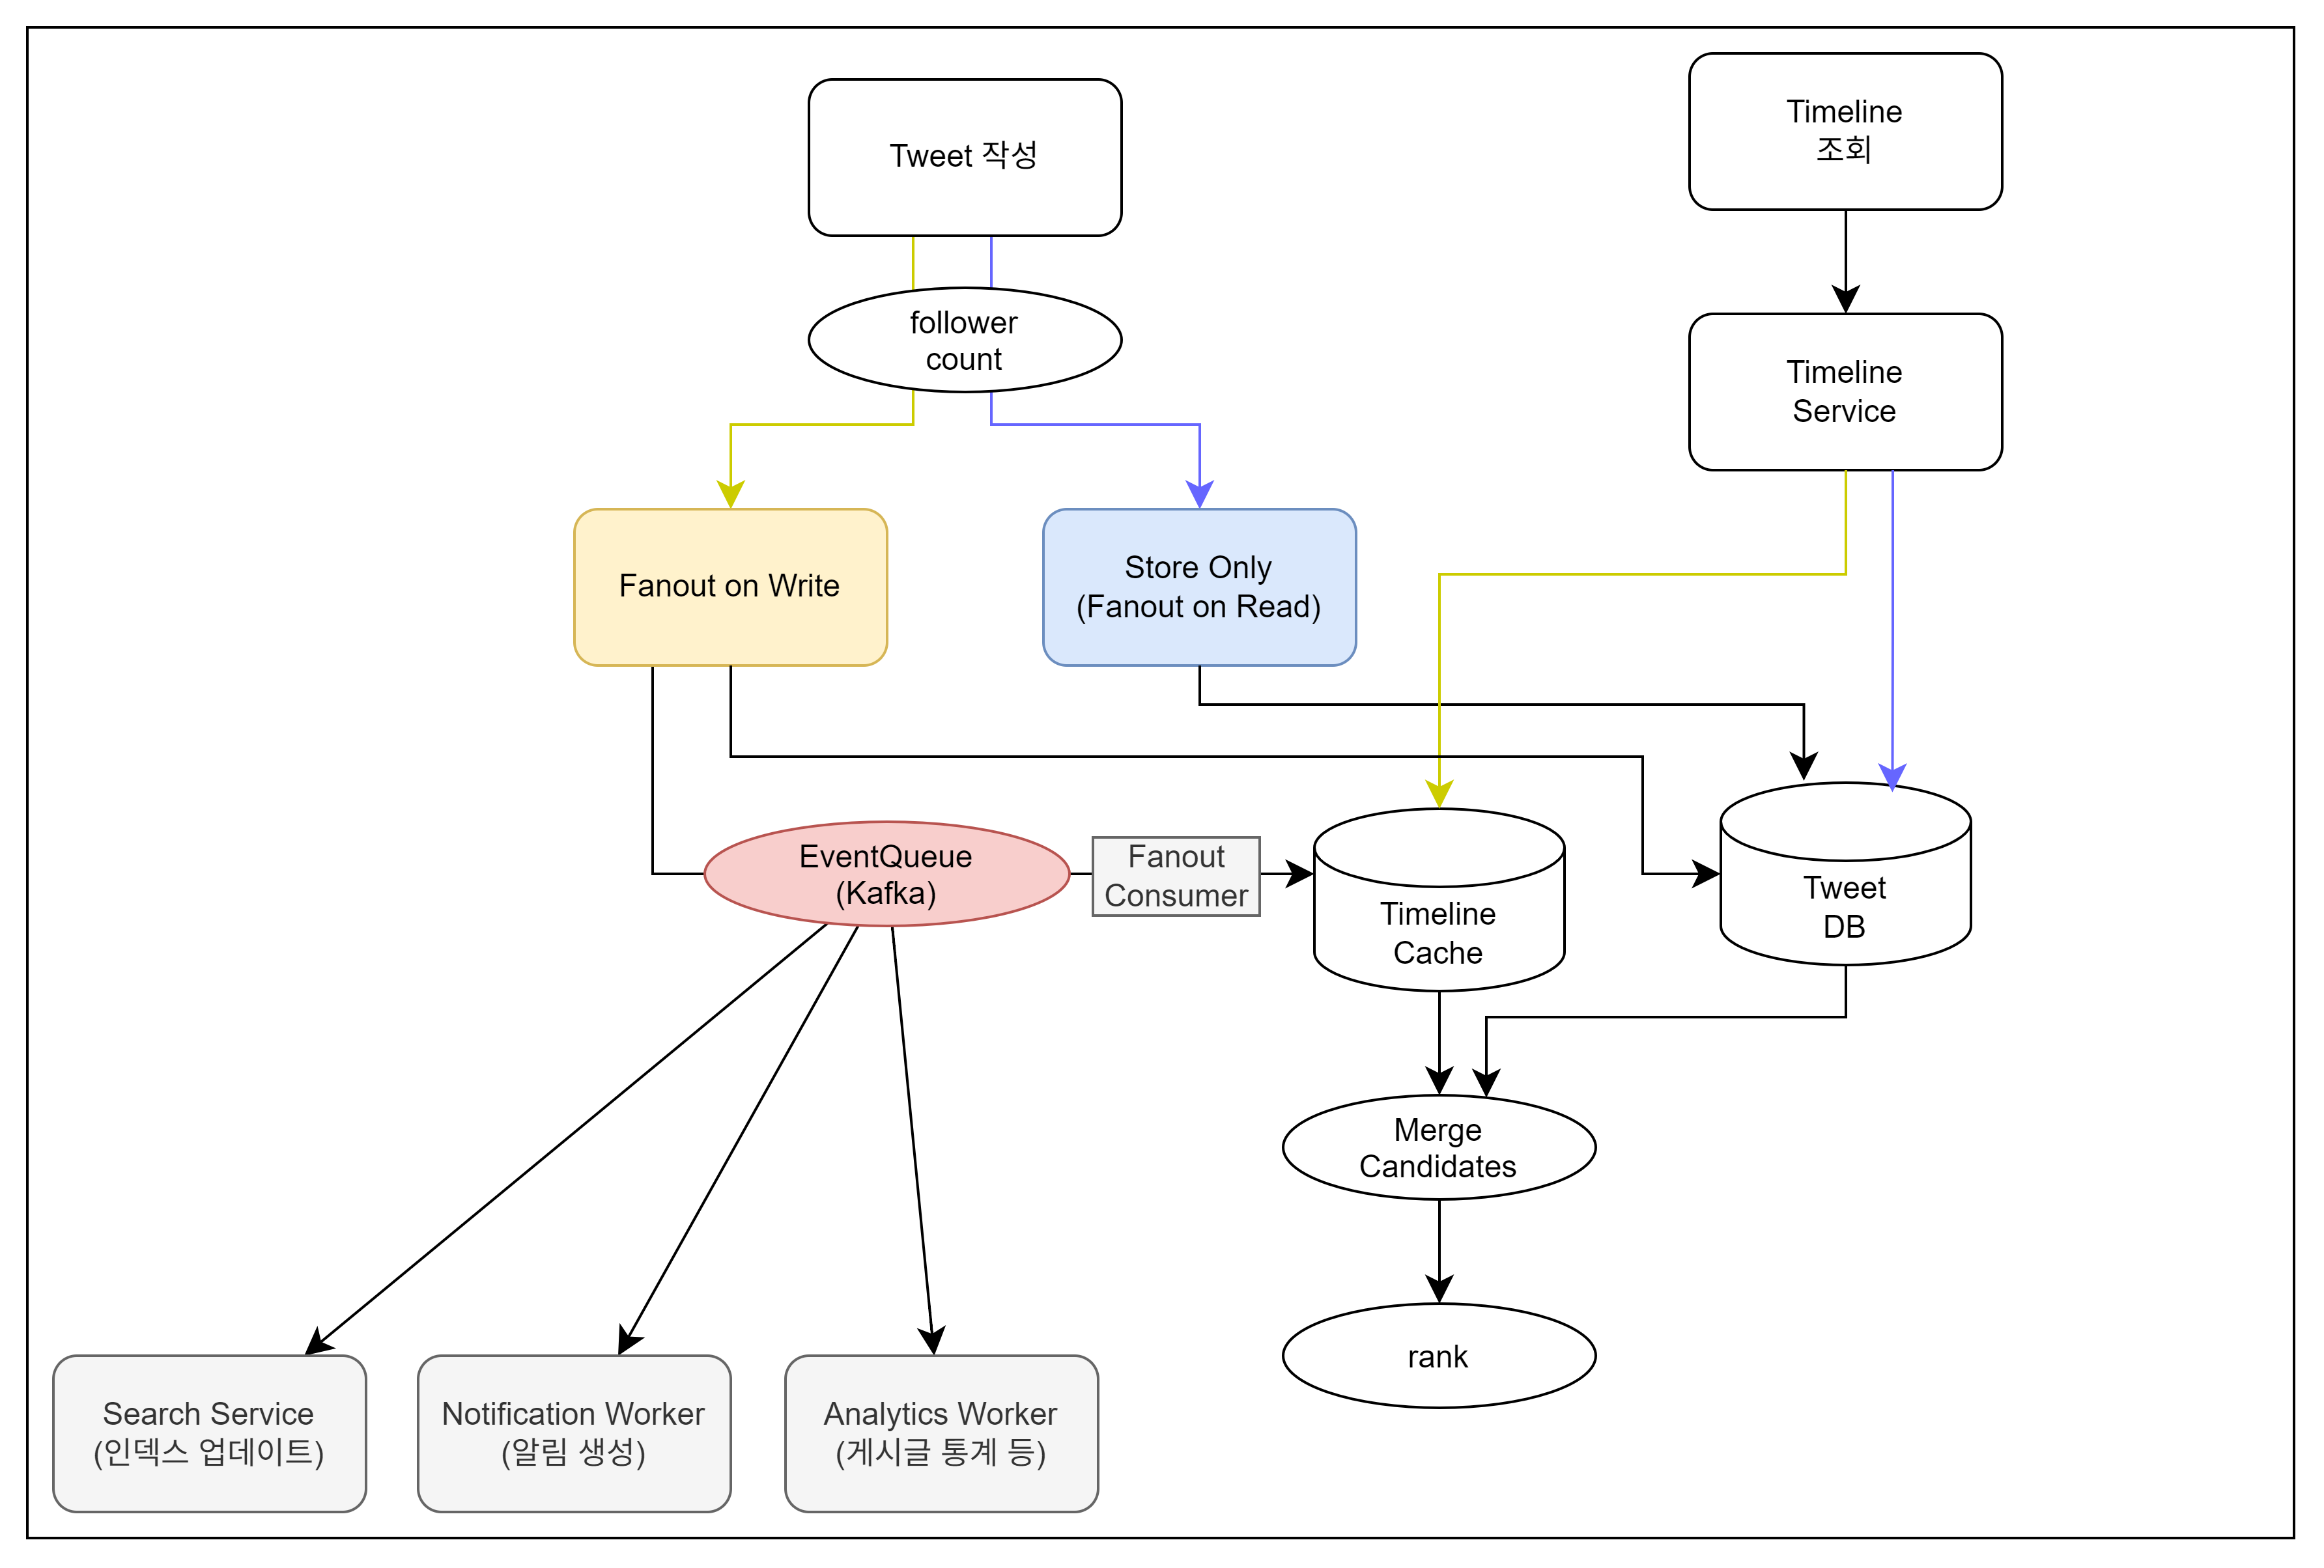 Tweet 작성
Timeline
조회
follower
count
Timeline
Service
Fanout on Write
Store Only
(Fanout on Read)
EventQueue
(Kafka)
Fanout
Consumer
Timeline
Cache
Tweet
DB
Merge
Candidates
rank
Search Service
(인덱스 업데이트)
Notification Worker
(알림 생성)
Analytics Worker
(게시글 통계 등)